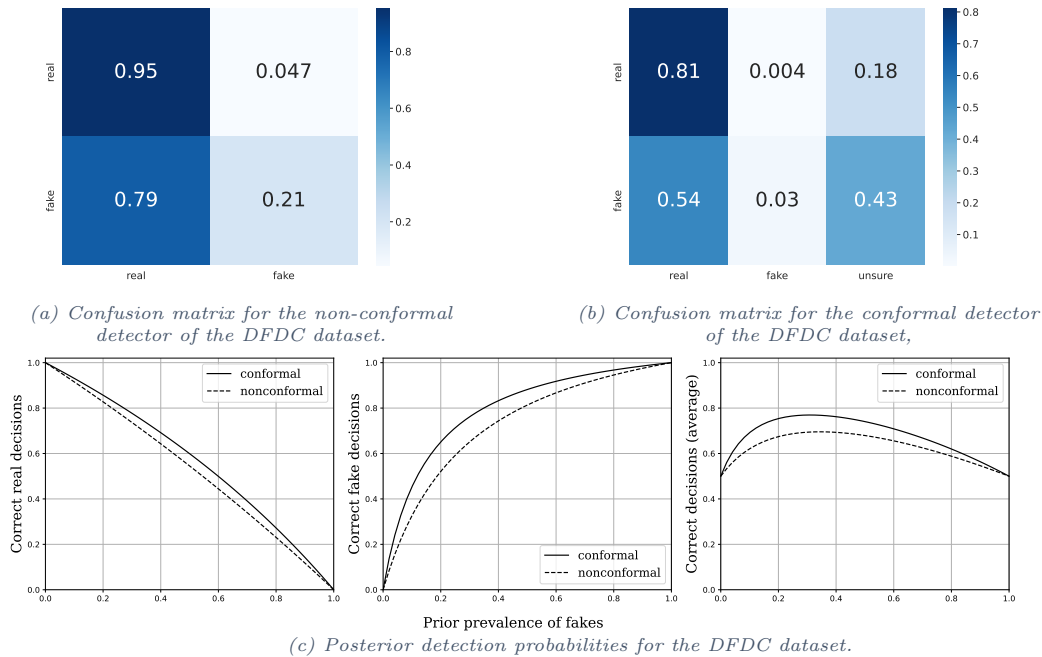 real
0.95
0.047
fake
0.79
0.21
real
fake
0.8
0.6
0.4
0.2
real
0.81
0.004
0.18
fake
0.54
0.03
0.43
real
fake
unsure
0.8
0.7
0.6
0.5
0.4
0.3
0.2
0.1
(a) Confusion matrix for the non-conformal
detector of the DFDC dataset.
(b) Confusion matrix for the conformal detector
of the DFDC dataset,
Correct real decisions
1.0
0.8
0.6
0.4
0.2
0.0
0.0 0.2 0.4 0.6 0.8 1.0
conformal
nonconformal
Correct fake decisions
1.0
0.8
0.6
0.4
0.2
0.0
0.0 0.2 0.4 0.6 0.8 1.0
conformal
nonconformal
Correct decisions (average)
1.0
0.8
0.6
0.4
0.2
0.0
0.0 0.2 0.4 0.6 0.8 1.0
conformal
nonconformal
Prior prevalence of fakes
(c) Posterior detection probabilities for the DFDC dataset.